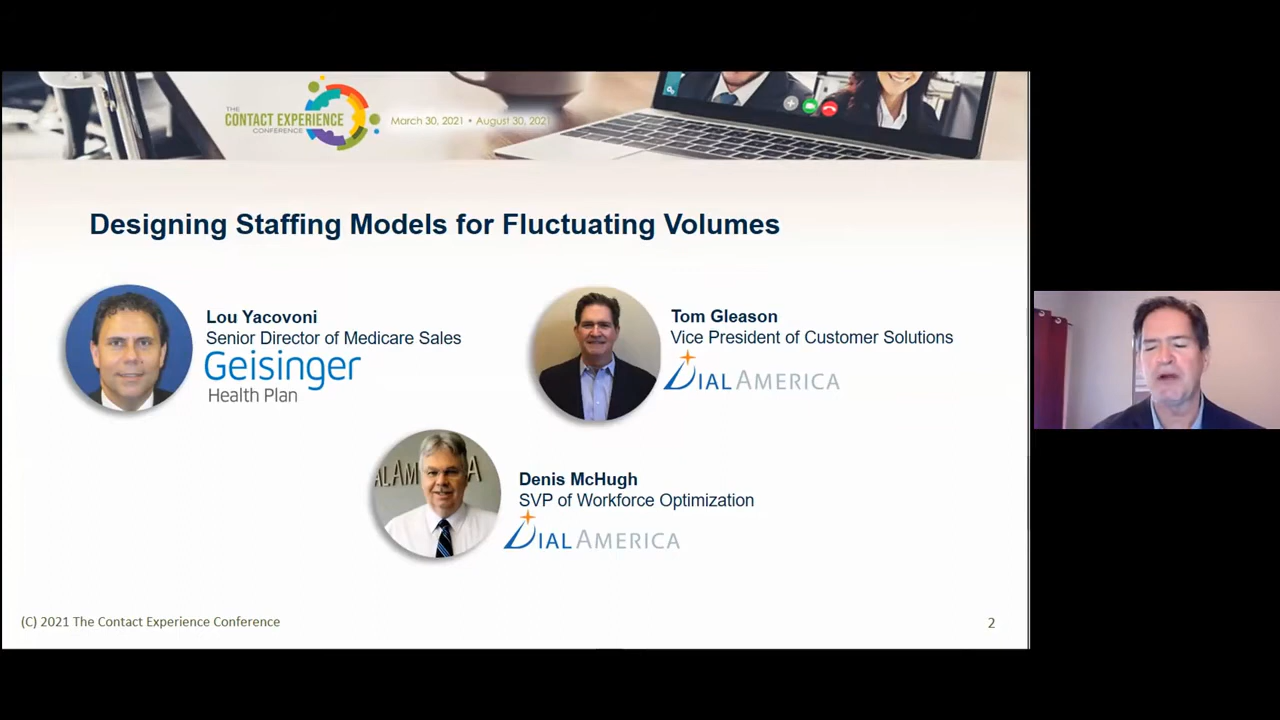 THE
CONTACT EXPERIENCE
CONFERENCE
March 30, 2021 • August 30, 2021
Designing Staffing Models for Fluctuating Volumes
Lou Yacovoni
Senior Director of Medicare Sales
Geisinger
Health Plan
Tom Gleason
Vice President of Customer Solutions
DIALAMERICA
Denis McHugh
SVP of Workforce Optimization
DIALAMERICA
(C) 2021 The Contact Experience Conference
2